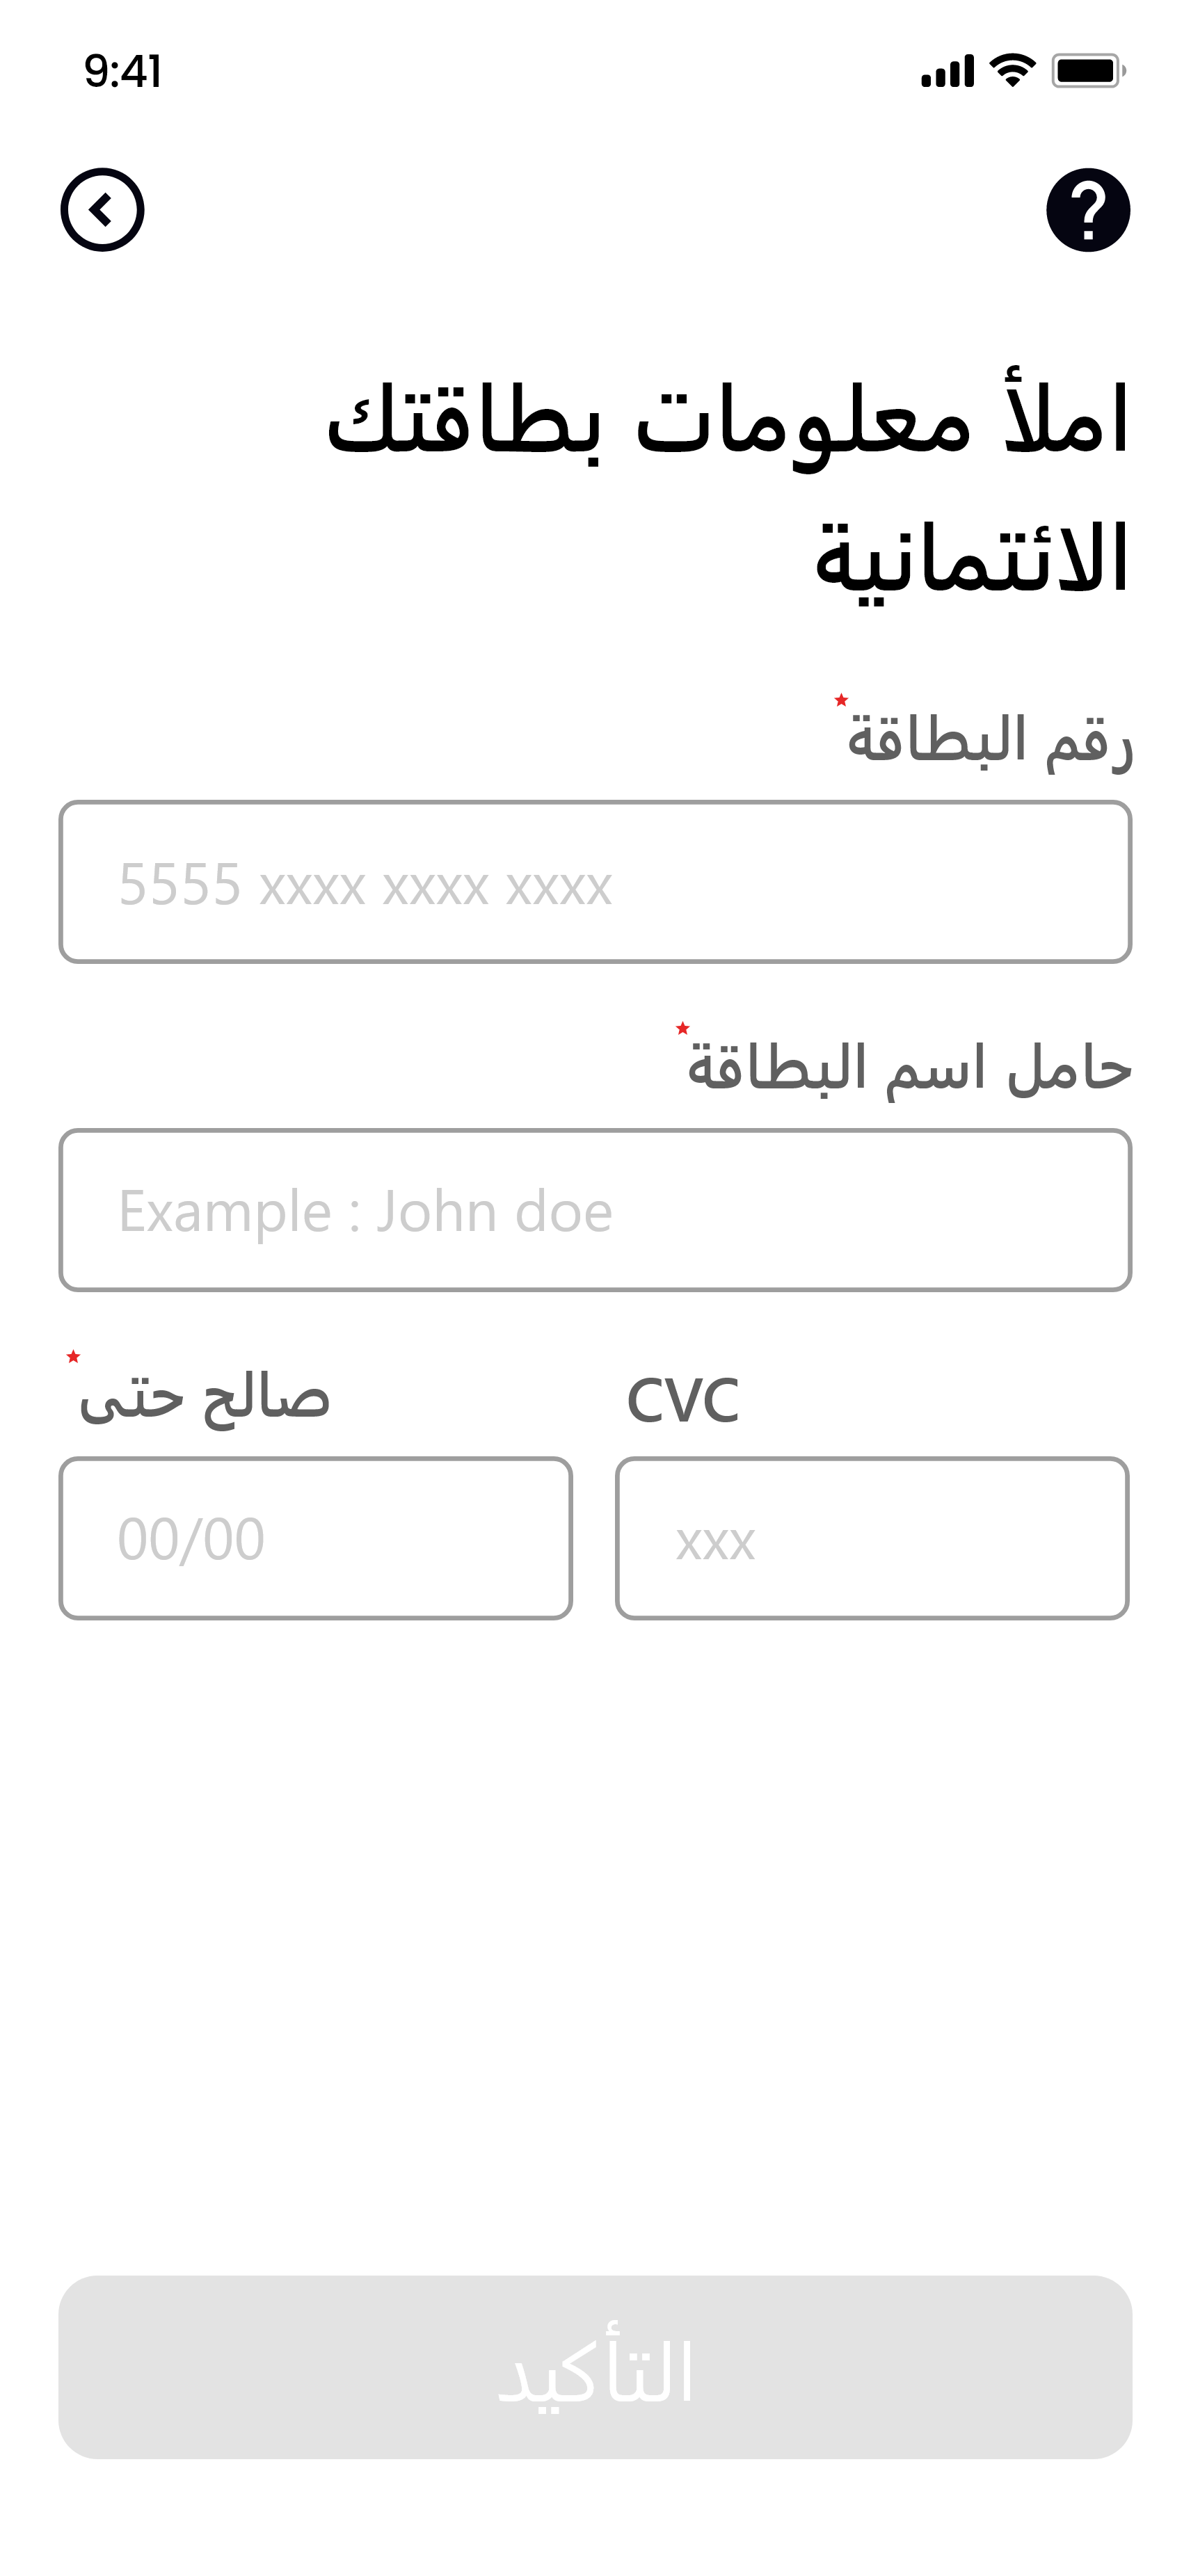 9:41
?
املأ معلومات بطاقتك
الائتمانية
رقم البطاقة*
5555 xxxx xxxx xxxx
حامل اسم البطاقة*
Example : John doe
صالح حتى*
CVC
00/00
xxx
التأكيد